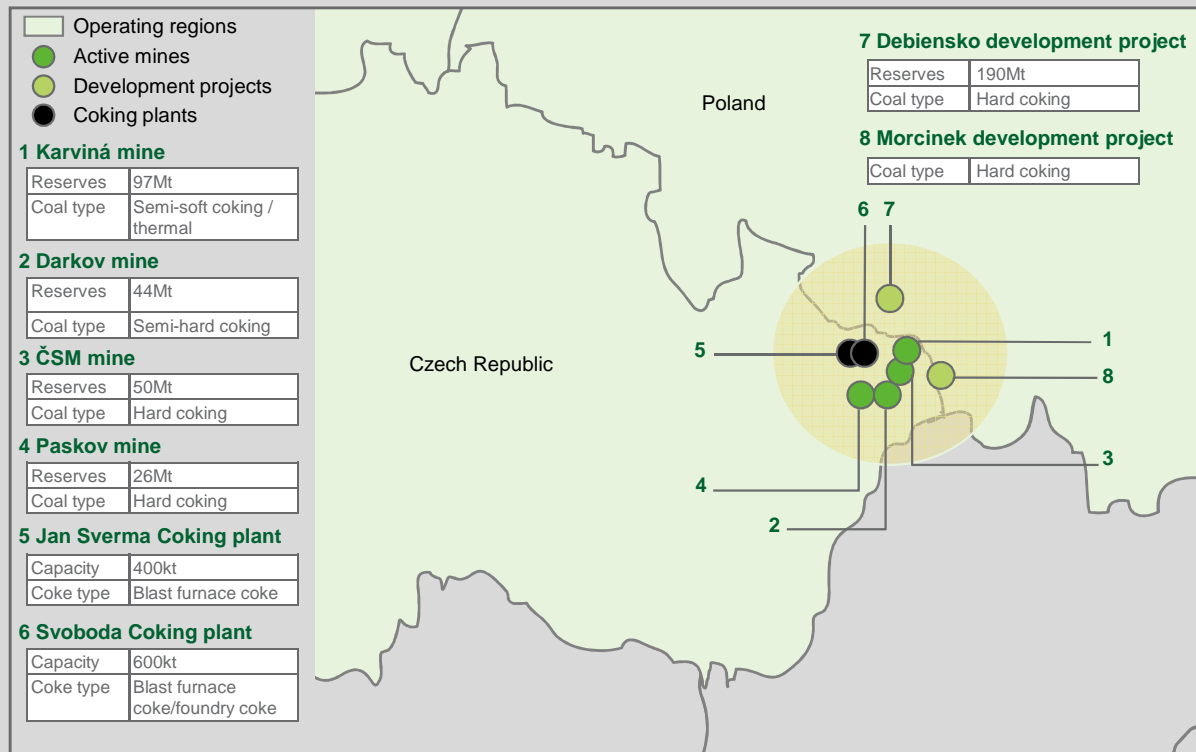 Operating regions
Active mines
Development projects
Coking plants
1 Karviná mine
Reserves 97Mt
Coal type Semi-soft coking /
thermal
2 Darkov mine
Reserves 44Mt
Coal type Semi-hard coking
3 ČSM mine
Reserves 50Mt
Coal type Hard coking
4 Paskov mine
Reserves 26Mt
Coal type Hard coking
5 Jan Sverma Coking plant
Capacity 400kt
Coke type Blast furnace coke
6 Svoboda Coking plant
Capacity 600kt
Coke type Blast furnace
coke/foundry coke
7 Debiensko development project
Reserves 190Mt
Coal type Hard coking
8 Morcinek development project
Coal type Hard coking
Poland
Czech Republic
6 7
5
1
8
3
4
2